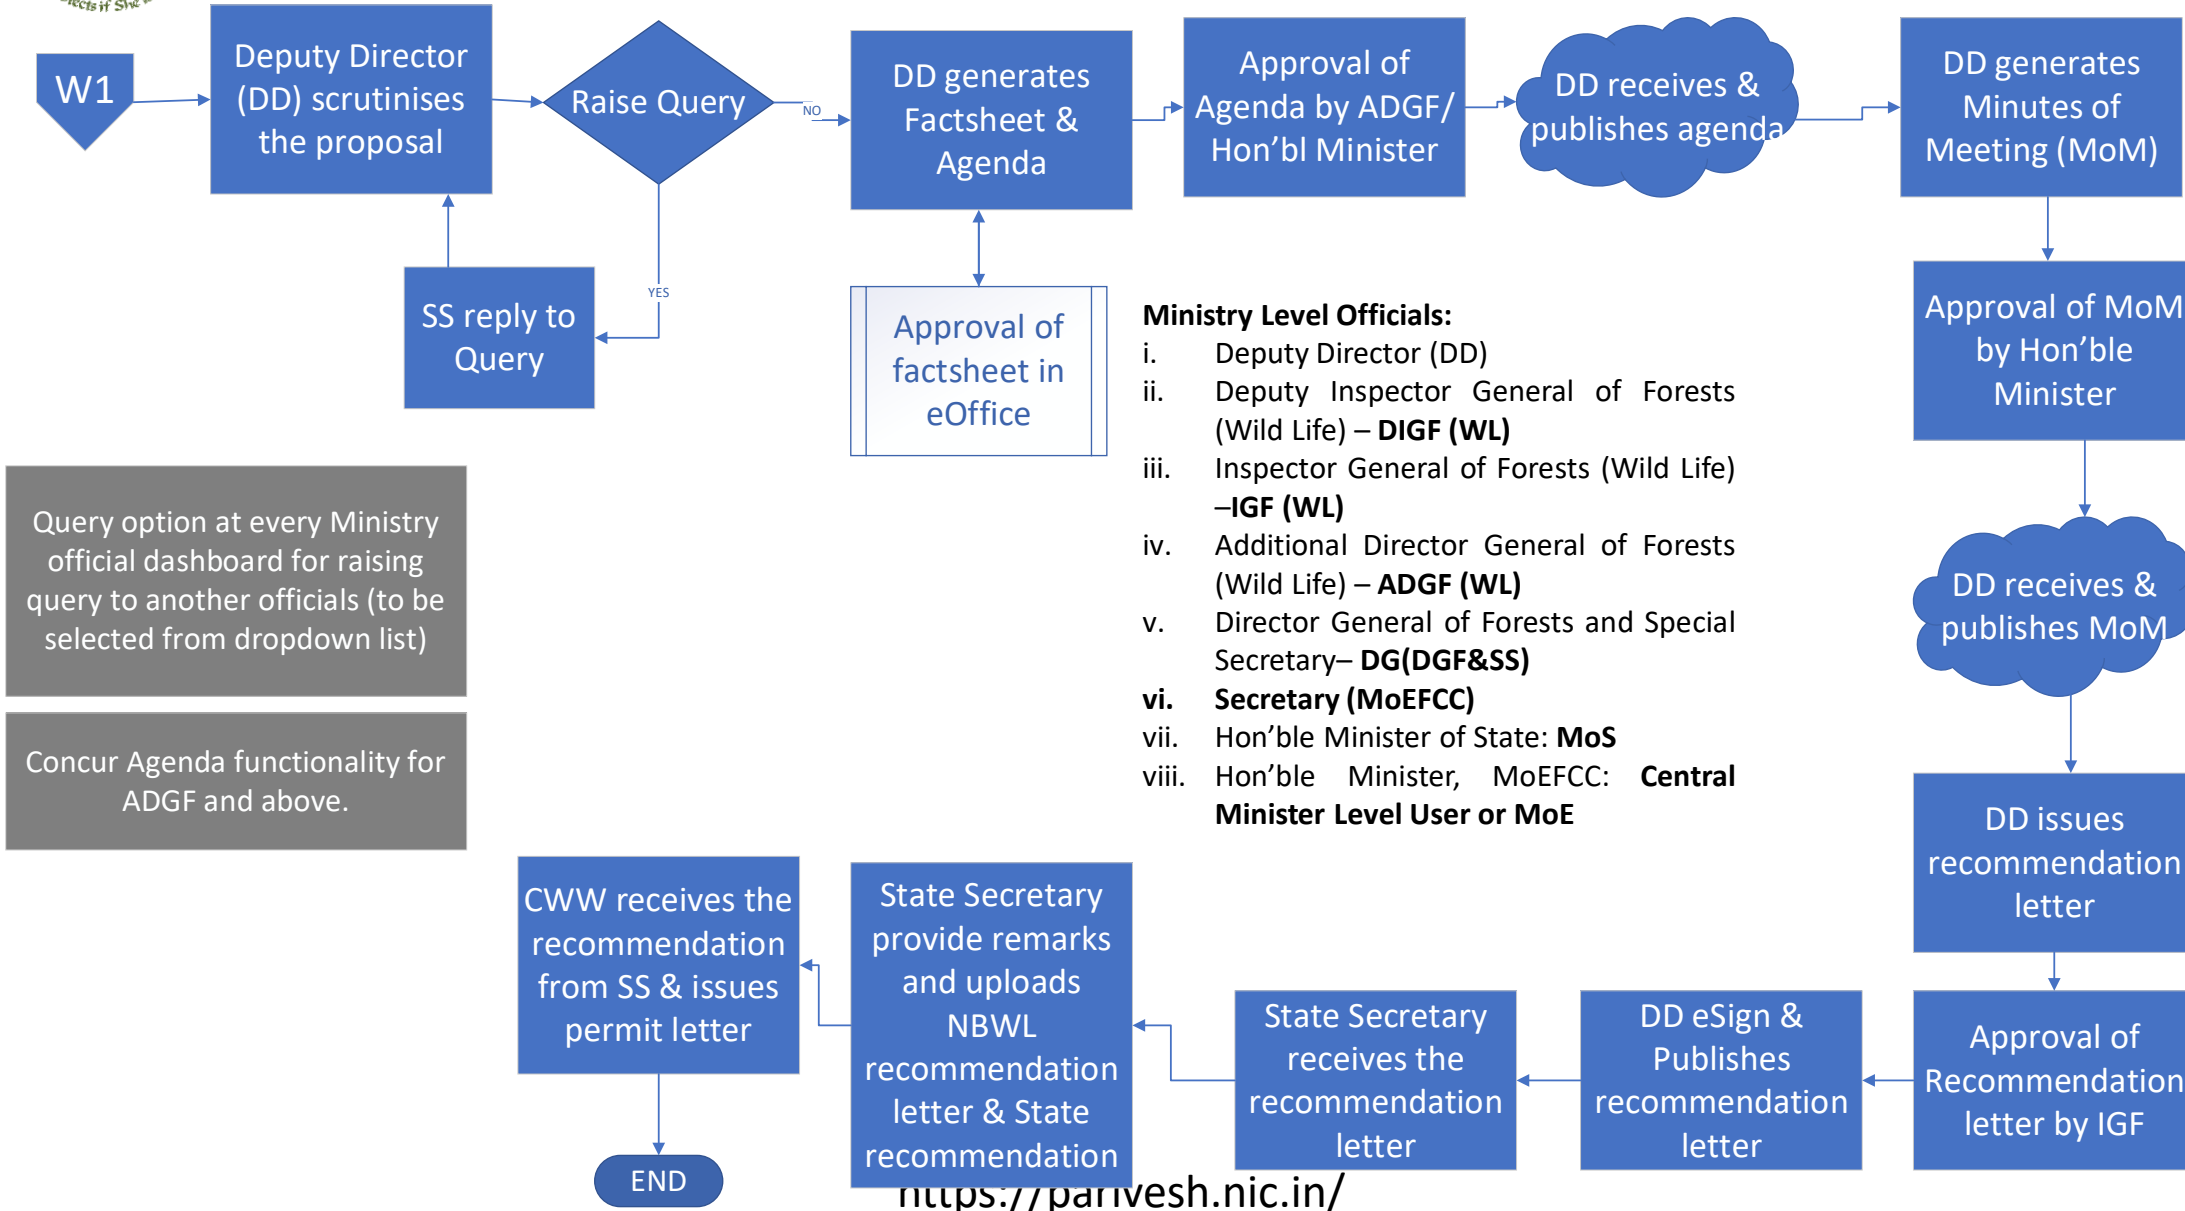 ects if She
W1
Deputy Director
(DD) scrutinises
the proposal
Raise Query
NO
DD generates
Factsheet &
Agenda
Approval of
Agenda by ADGF/
Hon'bl Minister
DD receives &
publishes agenda
DD generates
Minutes of
Meeting (MoM)
YES
SS reply to
Query
Approval of
factsheet in
eOffice
Approval of MoM
by Hon'ble
Minister
Ministry Level Officials:
i. Deputy Director (DD)
ii. Deputy Inspector General of Forests
(Wild Life) – DIGF (WL)
iii. Inspector General of Forests (Wild Life)
–IGF (WL)
iv. Additional Director General of Forests
(Wild Life) – ADGF (WL)
v. Director General of Forests and Special
Secretary– DG(DGF&SS)
vi. Secretary (MoEFCC)
vii. Hon'ble Minister of State: MoS
viii. Hon'ble Minister, MoEFCC: Central
Minister Level User or MoE
Query option at every Ministry
official dashboard for raising
query to another officials (to be
selected from dropdown list)
Concur Agenda functionality for
ADGF and above.
DD receives &
publishes MoM
DD issues
recommendation
letter
Approval of
Recommendation
letter by IGF
DD eSign &
Publishes
recommendation
letter
State Secretary
receives the
recommendation
letter
State Secretary
provide remarks
and uploads
NBWL
recommendation
letter & State
recommendation
CWW receives the
recommendation
from SS & issues
permit letter
END
https://parivesh.nic.in/